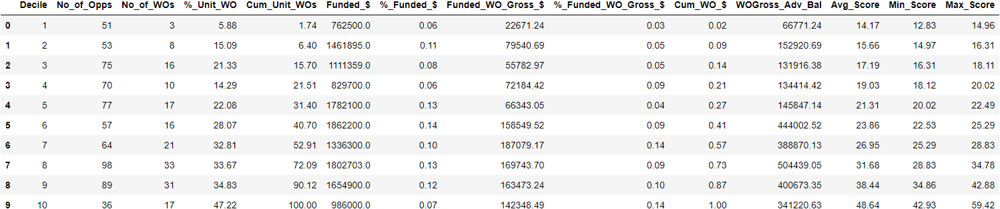 Decile No_of_Opps No_of_WOs %_Unit_WO Cum_Unit_WOs Funded_$ %_Funded_$ Funded_WO_Gross_$ %_Funded_WO_Gross_$ Cum_WO_$ WOGross_Adv_Bal Avg_Score Min_Score Max_Score
0 1 51 3 5.88 1.74 762500.0 0.06 22671.24 0.03 0.02 66771.24 14.17 12.83 14.96
1 2 53 8 15.09 6.40 1461895.0 0.11 79540.69 0.05 0.09 152920.69 15.66 14.97 16.31
2 3 75 16 21.33 15.70 1111359.0 0.08 55782.97 0.05 0.14 131916.38 17.19 16.31 18.11
3 4 70 10 14.29 21.51 829700.0 0.06 72184.42 0.09 0.21 134414.42 19.03 18.12 20.02
4 5 77 17 22.08 31.40 1782100.0 0.13 66343.05 0.04 0.27 145847.14 21.31 20.02 22.49
5 6 57 16 28.07 40.70 1862200.0 0.14 158549.52 0.09 0.41 444002.52 23.86 22.53 25.29
6 7 64 21 32.81 52.91 1336300.0 0.10 187079.17 0.14 0.57 388870.13 26.95 25.29 28.83
7 8 98 33 33.67 72.09 1802703.0 0.13 169743.70 0.09 0.73 504439.05 31.68 28.83 34.78
8 9 89 31 34.83 90.12 1654900.0 0.12 163473.24 0.10 0.87 400673.35 38.44 34.86 42.88
9 10 36 17 47.22 100.00 986000.0 0.07 142348.49 0.14 1.00 341220.63 48.64 42.93 59.42